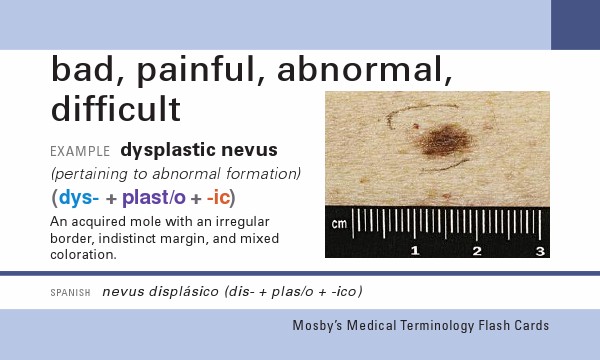 bad, painful, abnormal,
difficult
EXAMPLE dysplastic nevus
(pertaining to abnormal formation)
(dys- + plast/o + -ic)
An acquired mole with an irregular
border, indistinct margin, and mixed
coloration.
cm 1 2 3
SPANISH nevus displásico (dis- + plas/o + -ico)
Mosby's Medical Terminology Flash Cards